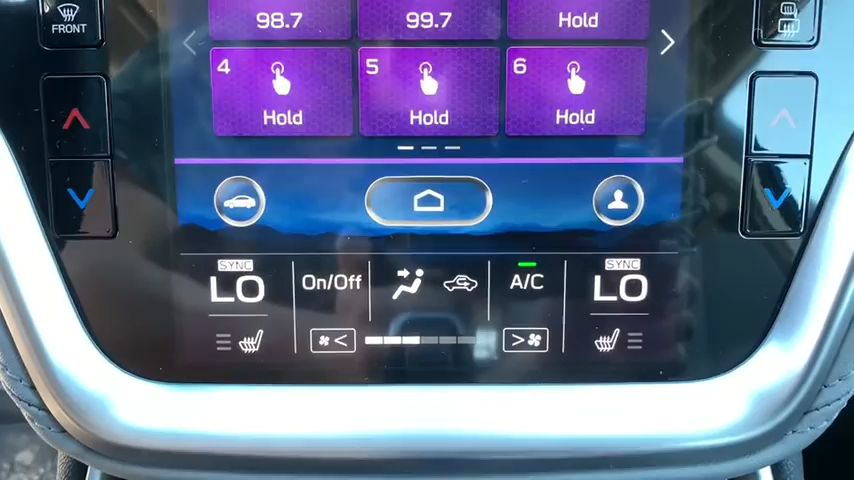 FRONT
98.7
99.7
Hold
4
Hold
5
Hold
6
Hold
SYNC
LO
On/Off
A/C
SYNC
LO